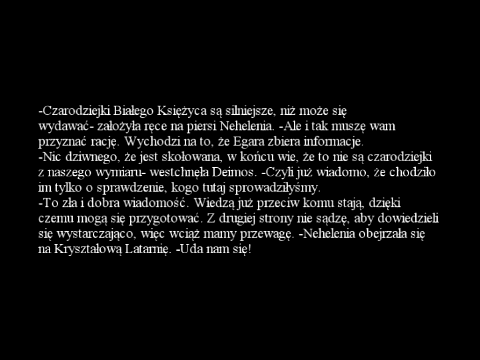 -Czarodziejki Białego Księżyca są silniejsze, niż może się
wydawać- założyła ręce na piersi Nehelenia. -Ale i tak muszę wam
przyznać rację. Wychodzi na to, że Egara zbiera informacje.
-Nic dziwnego, że jest skołowana, w końcu wie, że to nie są czarodziejki
z naszego wymiaru- westchnęła Deimos. -Czyli już wiadomo, że chodziło
im tylko o sprawdzenie, kogo tutaj sprowadziłyśmy.
-To zła i dobra wiadomość. Wiedzą już przeciw komu stają, dzięki
czemu mogą się przygotować. Z drugiej strony nie sądzę, aby dowiedzieli
się wystarczająco, więc wciąż mamy przewagę. -Nehelenia obejrzała się
na Kryształową Latarnię. -Uda nam się!